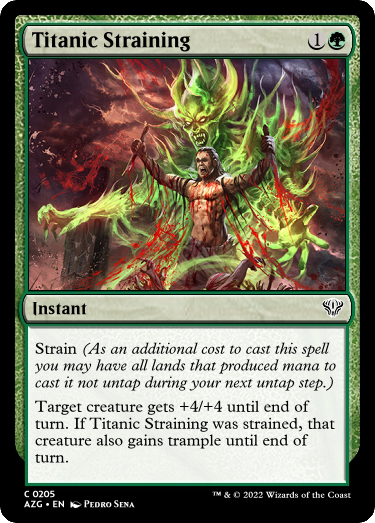 Titanic Straining 1
Instant
Strain (As an additional cost to cast this spell
you may have all lands that produced mana to
cast it not untap during your next untap step.)
Target creature gets +4/+4 until end of
turn. If Titanic Straining was strained, that
creature also gains trample until end of
turn.
C 0205
AZG • EN Pedro Sena ™ & © 2022 Wizards of the Coast